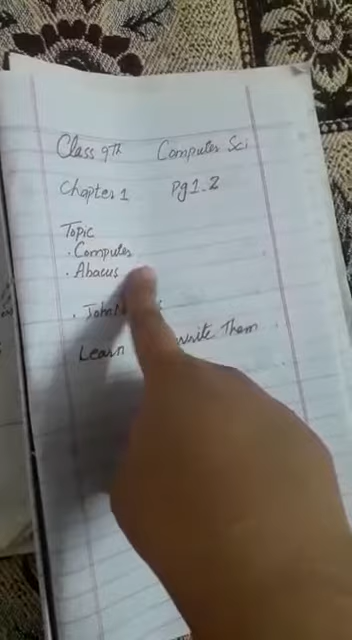 Class 9TH Computer Sci
Chapter 1 Pg 1.2
Topic
. Computer
. Abacus
.
Learn write Them